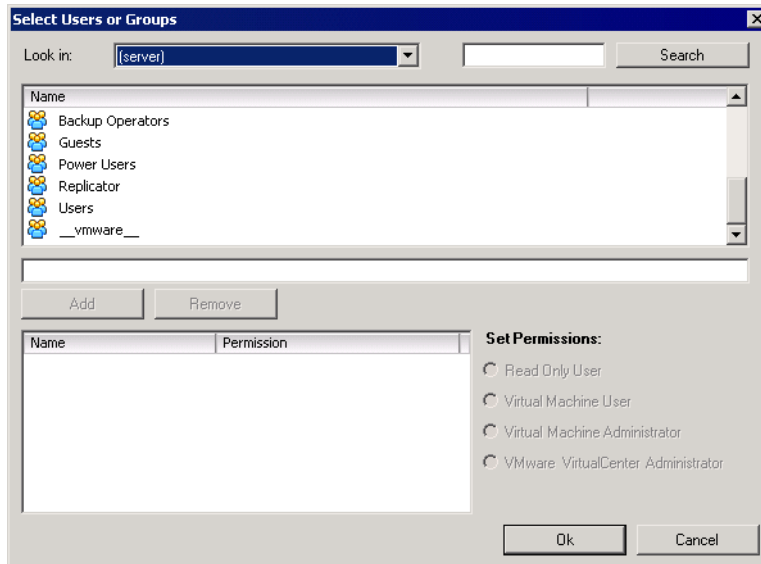 Select Users or Groups
Look in: (server) Search
Name
Backup Operators
Guests
Power Users
Replicator
Users
__vmware__
Add Remove
Name Permission Set Permissions:
Read Only User
Virtual Machine User
Virtual Machine Administrator
VMware VirtualCenter Administrator
Ok Cancel